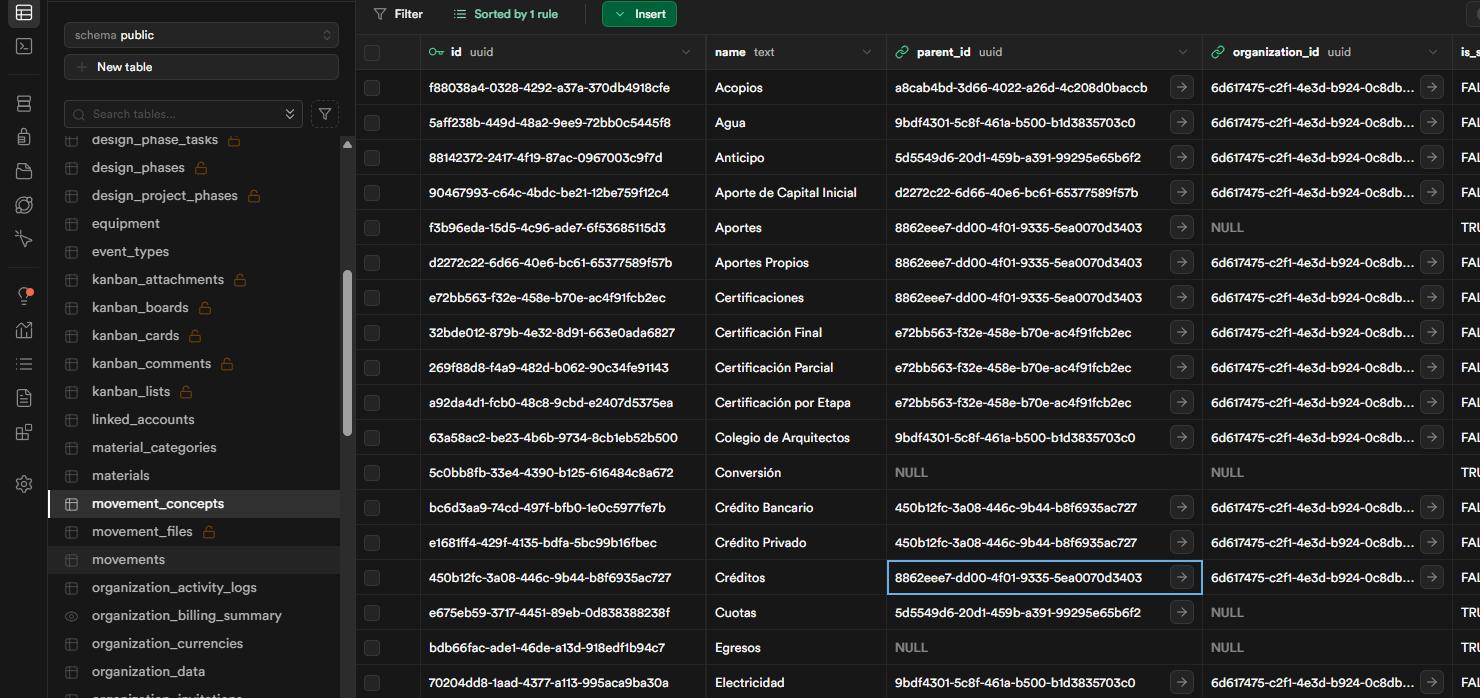 Filter Sorted by 1 rule Insert
schema public
New table
Search tables...
design_phase_tasks
design_phases
design_project_phases
equipment
event_types
kanban_attachments
kanban_boards
kanban_cards
kanban_comments
kanban_lists
linked_accounts
material_categories
materials
movement_concepts
movement_files
movements
organization_activity_logs
organization_billing_summary
organization_currencies
organization_data
organization_invitations
id uuid name text parent_id uuid organization_id uuid is_s
f88038a4-0328-4292-a37a-370db4918cfe Acopios a8cab4bd-3d66-4022-a26d-4c208d0baccb 6d617475-c2f1-4e3d-b924-0c8db... FAL
5aff238b-449d-48a2-9ee9-72bb0c5445f8 Agua 9bdf4301-5c8f-461a-b500-b1d3835703c0 6d617475-c2f1-4e3d-b924-0c8db... FAL
88142372-2417-4f19-87ac-0967003c9f7d Anticipo 5d5549d6-20d1-459b-a391-99295e65b6f2 6d617475-c2f1-4e3d-b924-0c8db... FAL
90467993-c64c-4bdc-be21-12be759f12c4 Aporte de Capital Inicial d2272c22-6d66-40e6-bc61-65377589f57b 6d617475-c2f1-4e3d-b924-0c8db... FAL
f3b96eda-15d5-4c96-ade7-6f53685115d3 Aportes 8862eee7-dd00-4f01-9335-5ea0070d3403 NULL TRU
d2272c22-6d66-40e6-bc61-65377589f57b Aportes Propios 8862eee7-dd00-4f01-9335-5ea0070d3403 6d617475-c2f1-4e3d-b924-0c8db... FAL
e72bb563-f32e-458e-b70e-ac4f91fcb2ec Certificaciones 8862eee7-dd00-4f01-9335-5ea0070d3403 6d617475-c2f1-4e3d-b924-0c8db... FAL
32bde012-879b-4e32-8d91-663e0ada6827 Certificación Final e72bb563-f32e-458e-b70e-ac4f91fcb2ec 6d617475-c2f1-4e3d-b924-0c8db... FAL
269f88d8-f4a9-482d-b062-90c34fe91143 Certificación Parcial e72bb563-f32e-458e-b70e-ac4f91fcb2ec 6d617475-c2f1-4e3d-b924-0c8db... FAL
a92da4d1-fcb0-48c8-9cbd-e2407d5375ea Certificación por Etapa e72bb563-f32e-458e-b70e-ac4f91fcb2ec 6d617475-c2f1-4e3d-b924-0c8db... FAL
63a58ac2-be23-4b6b-9734-8cb1eb52b500 Colegio de Arquitectos 9bdf4301-5c8f-461a-b500-b1d3835703c0 6d617475-c2f1-4e3d-b924-0c8db... FAL
5c0bb8fb-33e4-4390-b125-616484c8a672 Conversión NULL NULL TRU
bc6d3aa9-74cd-497f-bfb0-1e0c5977fe7b Crédito Bancario 450b12fc-3a08-446c-9b44-b8f6935ac727 6d617475-c2f1-4e3d-b924-0c8db... FAL
e1681ff4-429f-4135-bdfa-5bc99b16fbec Crédito Privado 450b12fc-3a08-446c-9b44-b8f6935ac727 6d617475-c2f1-4e3d-b924-0c8db... FAL
450b12fc-3a08-446c-9b44-b8f6935ac727 Créditos 8862eee7-dd00-4f01-9335-5ea0070d3403 6d617475-c2f1-4e3d-b924-0c8db... FAL
e675eb59-3717-4451-89eb-0d838388238f Cuotas 5d5549d6-20d1-459b-a391-99295e65b6f2 NULL TRU
bdb66fac-ade1-46de-a13d-918edf1b94c7 Egresos NULL NULL TRU
70204dd8-1aad-4377-a113-995aca9ba30a Electricidad 9bdf4301-5c8f-461a-b500-b1d3835703c0 6d617475-c2f1-4e3d-b924-0c8db... FAL